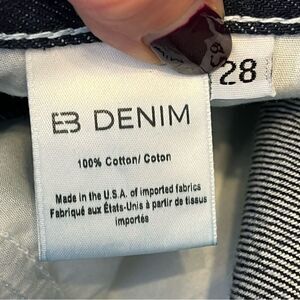 EB DENIM
28
100% Cotton/ Coton
Made in the U.S.A. of imported fabrics
Fabriqué aux États-Unis à partir de tissus
importés